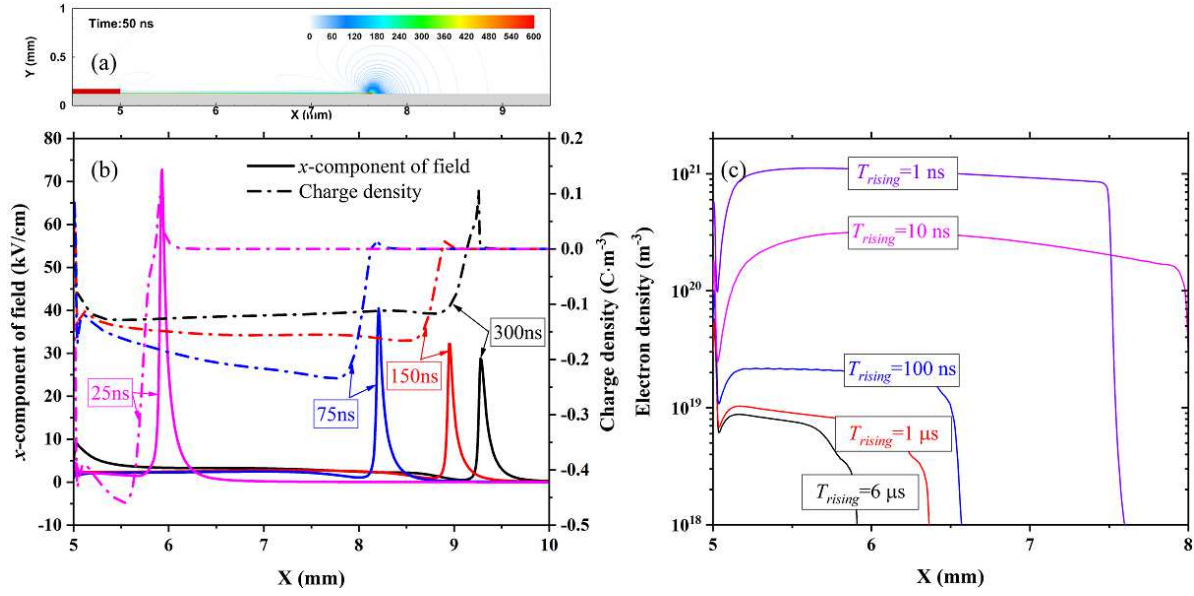 Time:50 ns
0 60 120 180 240 300 360 420 480 540 600
(a)
Y (mm)
1
0.5
0
5 6 7 8 9
X (mm)
(b)
x-component of field
Charge density
x-component of field (kV/cm)
80
70
60
50
40
30
20
10
0
-10
0.2
0.1
0.0
-0.1
-0.2
-0.3
-0.4
-0.5
Charge density (C·m⁻³)
25ns
75ns
150ns
300ns
5 6 7 8 9 10
X (mm)
(c)
Electron density (m⁻³)
10²¹
10²⁰
10¹⁹
10¹⁸
T_rising=1 ns
T_rising=10 ns
T_rising=100 ns
T_rising=1 μs
T_rising=6 μs
5 6 7 8
X (mm)